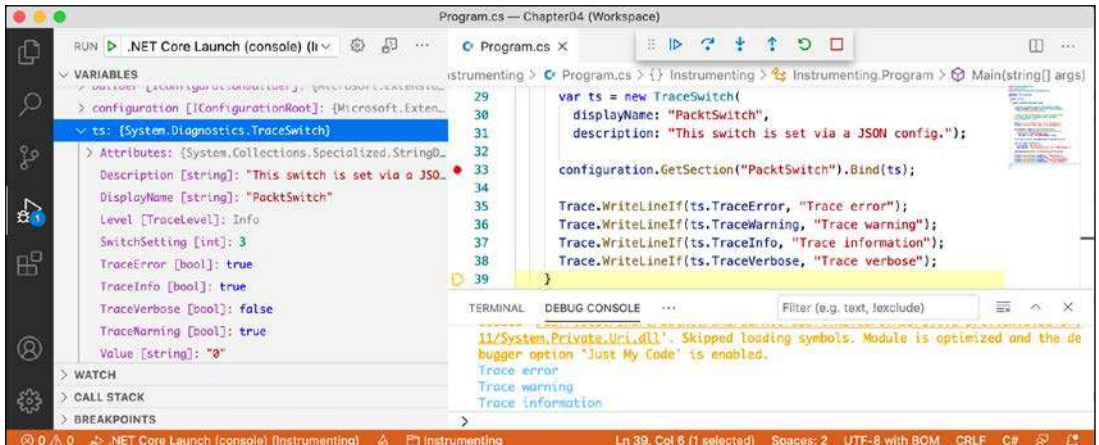 Program.cs — Chapter04 (Workspace)
RUN .NET Core Launch (console) (I
VARIABLES
configuration [IConfigurationRoot]: {Microsoft.Exten…
ts: {System.Diagnostics.TraceSwitch}
Attributes: {System.Collections.Specialized.StringD…
Description [string]: "This switch is set via a JSO…
DisplayName [string]: "PacktSwitch"
Level [TraceLevel]: Info
SwitchSetting [int]: 3
TraceError [bool]: true
TraceInfo [bool]: true
TraceVerbose [bool]: false
TraceWarning [bool]: true
Value [string]: "0"
WATCH
CALL STACK
BREAKPOINTS
1
Program.cs
strumenting > Program.cs > {} Instrumenting > Instrumenting.Program > Main(string[] args)
29 var ts = new TraceSwitch(
30 displayName: "PacktSwitch",
31 description: "This switch is set via a JSON config.");
32
33 configuration.GetSection("PacktSwitch").Bind(ts);
34
35 Trace.WriteLineIf(ts.TraceError, "Trace error");
36 Trace.WriteLineIf(ts.TraceWarning, "Trace warning");
37 Trace.WriteLineIf(ts.TraceInfo, "Trace information");
38 Trace.WriteLineIf(ts.TraceVerbose, "Trace verbose");
39 }
TERMINAL DEBUG CONSOLE ··· Filter (e.g. text, !exclude)
11/System.Private.Uri.dll'. Skipped loading symbols. Module is optimized and the de
bugger option 'Just My Code' is enabled.
Trace error
Trace warning
Trace information
>
0 0 .NET Core Launch (console) (Instrumenting) Instrumenting Ln 39, Col 6 (1 selected) Spaces: 2 UTF-8 with BOM CRLF C#